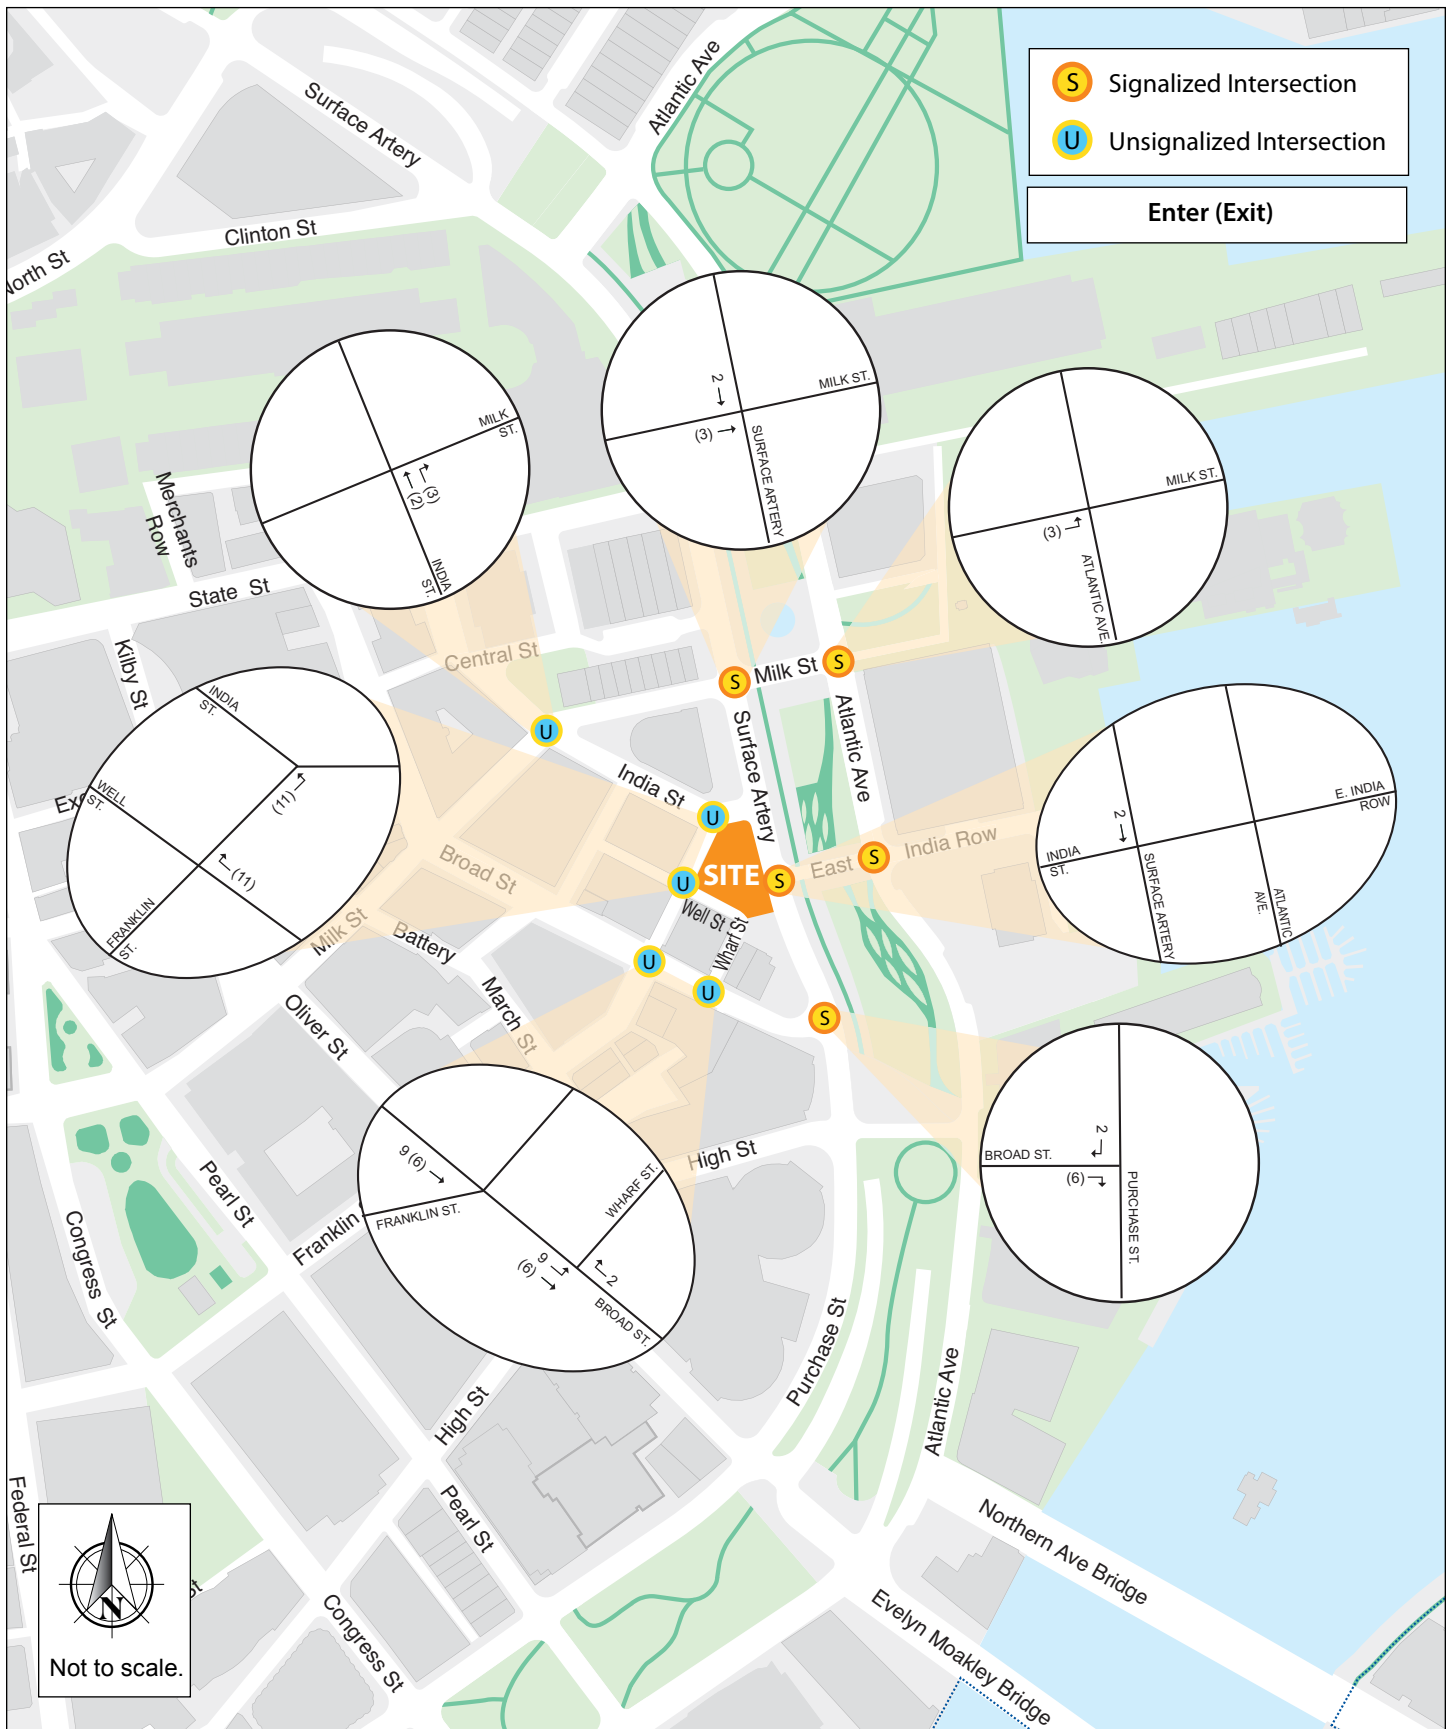 S Signalized Intersection
U Unsignalized Intersection
Enter (Exit)
Atlantic Ave
Surface Artery
Clinton St
North St
MILK
ST.
(2)
(3)
INDIA
ST.
2
(3)
MILK ST.
SURFACE ARTERY
MILK ST.
(3)
ATLANTIC AVE.
Merchants
Row
State St
Kilby St
Central St
S
Milk St
S
U
India St
Surface Artery
Atlantic Ave
U
INDIA
ST.
WELL
ST.
(11)
(11)
FRANKLIN
ST.
Broad St
SITE
U
S
East
S
India Row
2
INDIA
ST.
E. INDIA
ROW
SURFACE ARTERY
ATLANTIC
AVE.
Well St
Wharf St
Milk St
Battery
March St
U
U
S
Oliver St
High St
2
BROAD ST.
(6)
PURCHASE ST.
9 (6)
FRANKLIN ST.
WHARF ST.
9
(6)
2
BROAD ST.
Pearl St
Franklin
Congress St
Purchase St
Atlantic Ave
High St
Pearl St
Federal St
St
Congress St
Northern Ave Bridge
Evelyn Moakley Bridge
N
Not to scale.